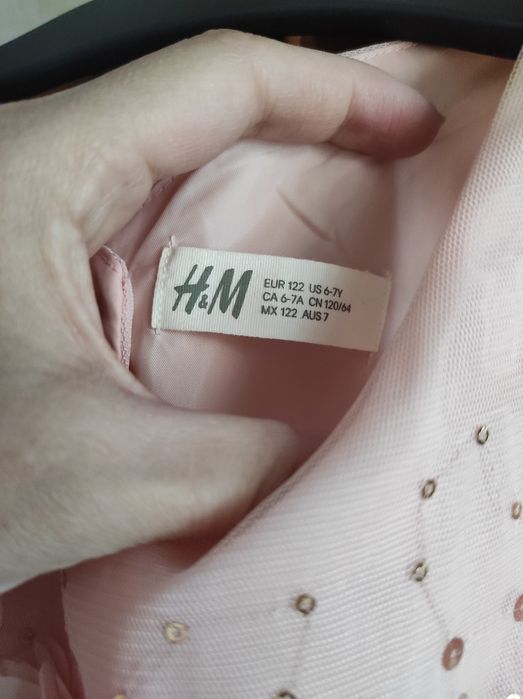 H&M
EUR 122 US 6-7Y
CA 6-7A CN 120/64
MX 122 AUS 7